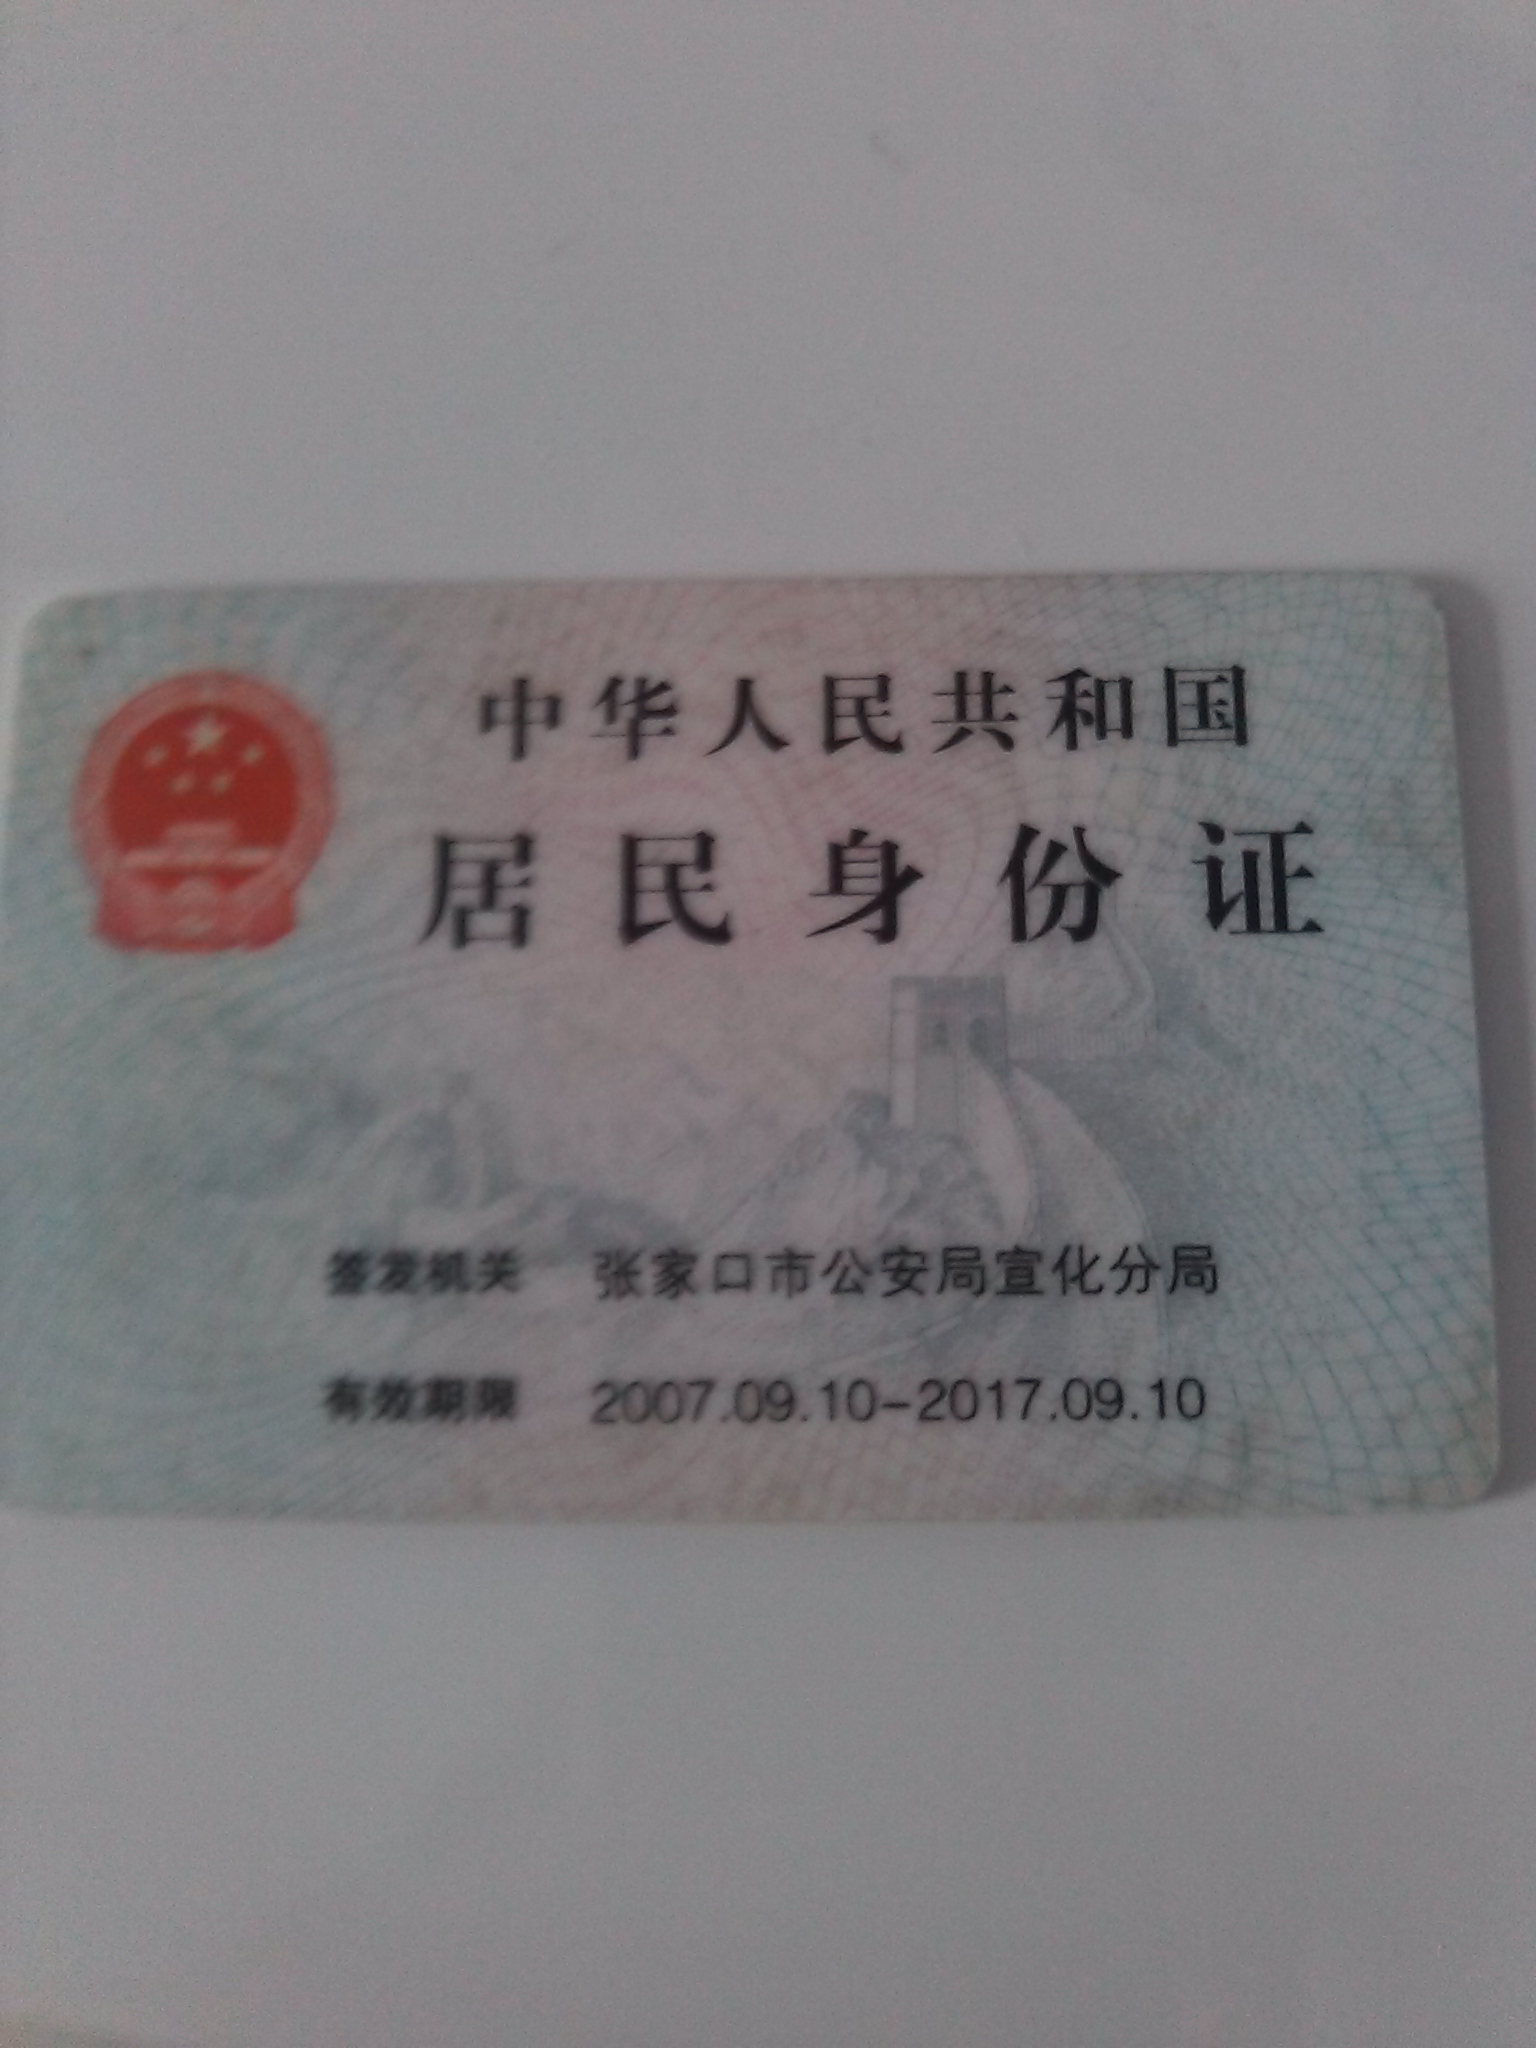 中华人民共和国
居民身份证
签发机关 张家口市公安局宣化分局
有效期限 2007.09.10-2017.09.10